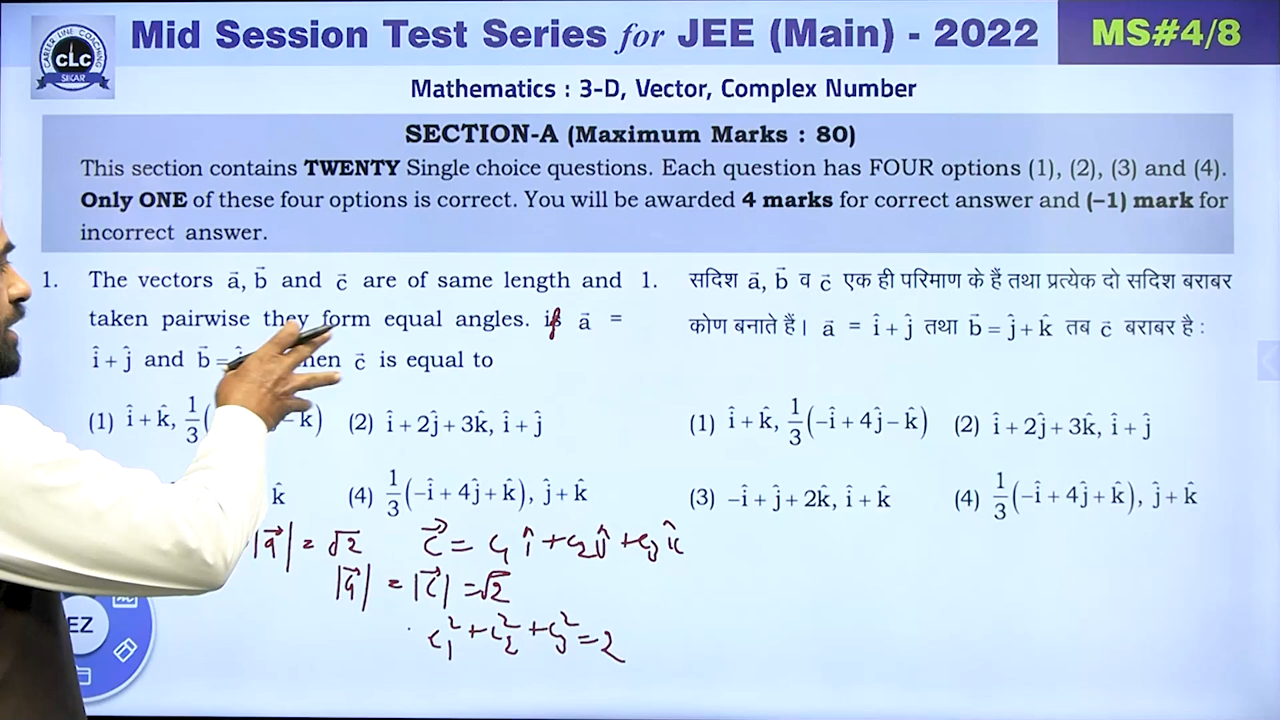 CAREER LINE COACHING
CLC
SIKAR
Mid Session Test Series for JEE (Main) - 2022
MS#4/8
Mathematics : 3-D, Vector, Complex Number
SECTION-A (Maximum Marks : 80)
This section contains TWENTY Single choice questions. Each question has FOUR options (1), (2), (3) and (4).
Only ONE of these four options is correct. You will be awarded 4 marks for correct answer and (–1) mark for
incorrect answer.
1. The vectors a⃗, b⃗ and c⃗ are of same length and
taken pairwise they form equal angles. if a⃗ =
î + ĵ and b⃗ = then c⃗ is equal to
(1) î + k̂, 1/3( – k̂) (2) î + 2ĵ + 3k̂, î + ĵ
k̂ (4) 1/3(–î + 4ĵ + k̂), ĵ + k̂
1. सदिश a⃗, b⃗ व c⃗ एक ही परिमाण के हैं तथा प्रत्येक दो सदिश बराबर
कोण बनाते हैं। a⃗ = î + ĵ तथा b⃗ = ĵ + k̂ तब c⃗ बराबर है :
(1) î + k̂, 1/3(–î + 4ĵ – k̂) (2) î + 2ĵ + 3k̂, î + ĵ
(3) –î + ĵ + 2k̂, î + k̂ (4) 1/3(–î + 4ĵ + k̂), ĵ + k̂
|a⃗| = √2 c⃗ = c₁î + c₂ĵ + c₃k̂
|a⃗| = |c⃗| = √2
c₁² + c₂² + c₃² = 2
EZ